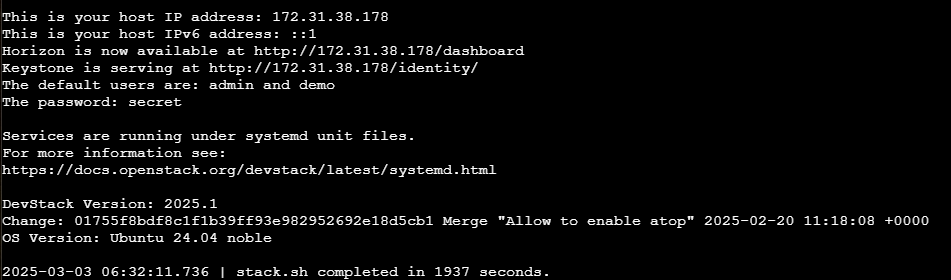 This is your host IP address: 172.31.38.178
This is your host IPv6 address: ::1
Horizon is now available at http://172.31.38.178/dashboard
Keystone is serving at http://172.31.38.178/identity/
The default users are: admin and demo
The password: secret
Services are running under systemd unit files.
For more information see:
https://docs.openstack.org/devstack/latest/systemd.html
DevStack Version: 2025.1
Change: 01755f8bdf8c1f1b39ff93e982952692e18d5cb1 Merge "Allow to enable atop" 2025-02-20 11:18:08 +0000
OS Version: Ubuntu 24.04 noble
2025-03-03 06:32:11.736 | stack.sh completed in 1937 seconds.